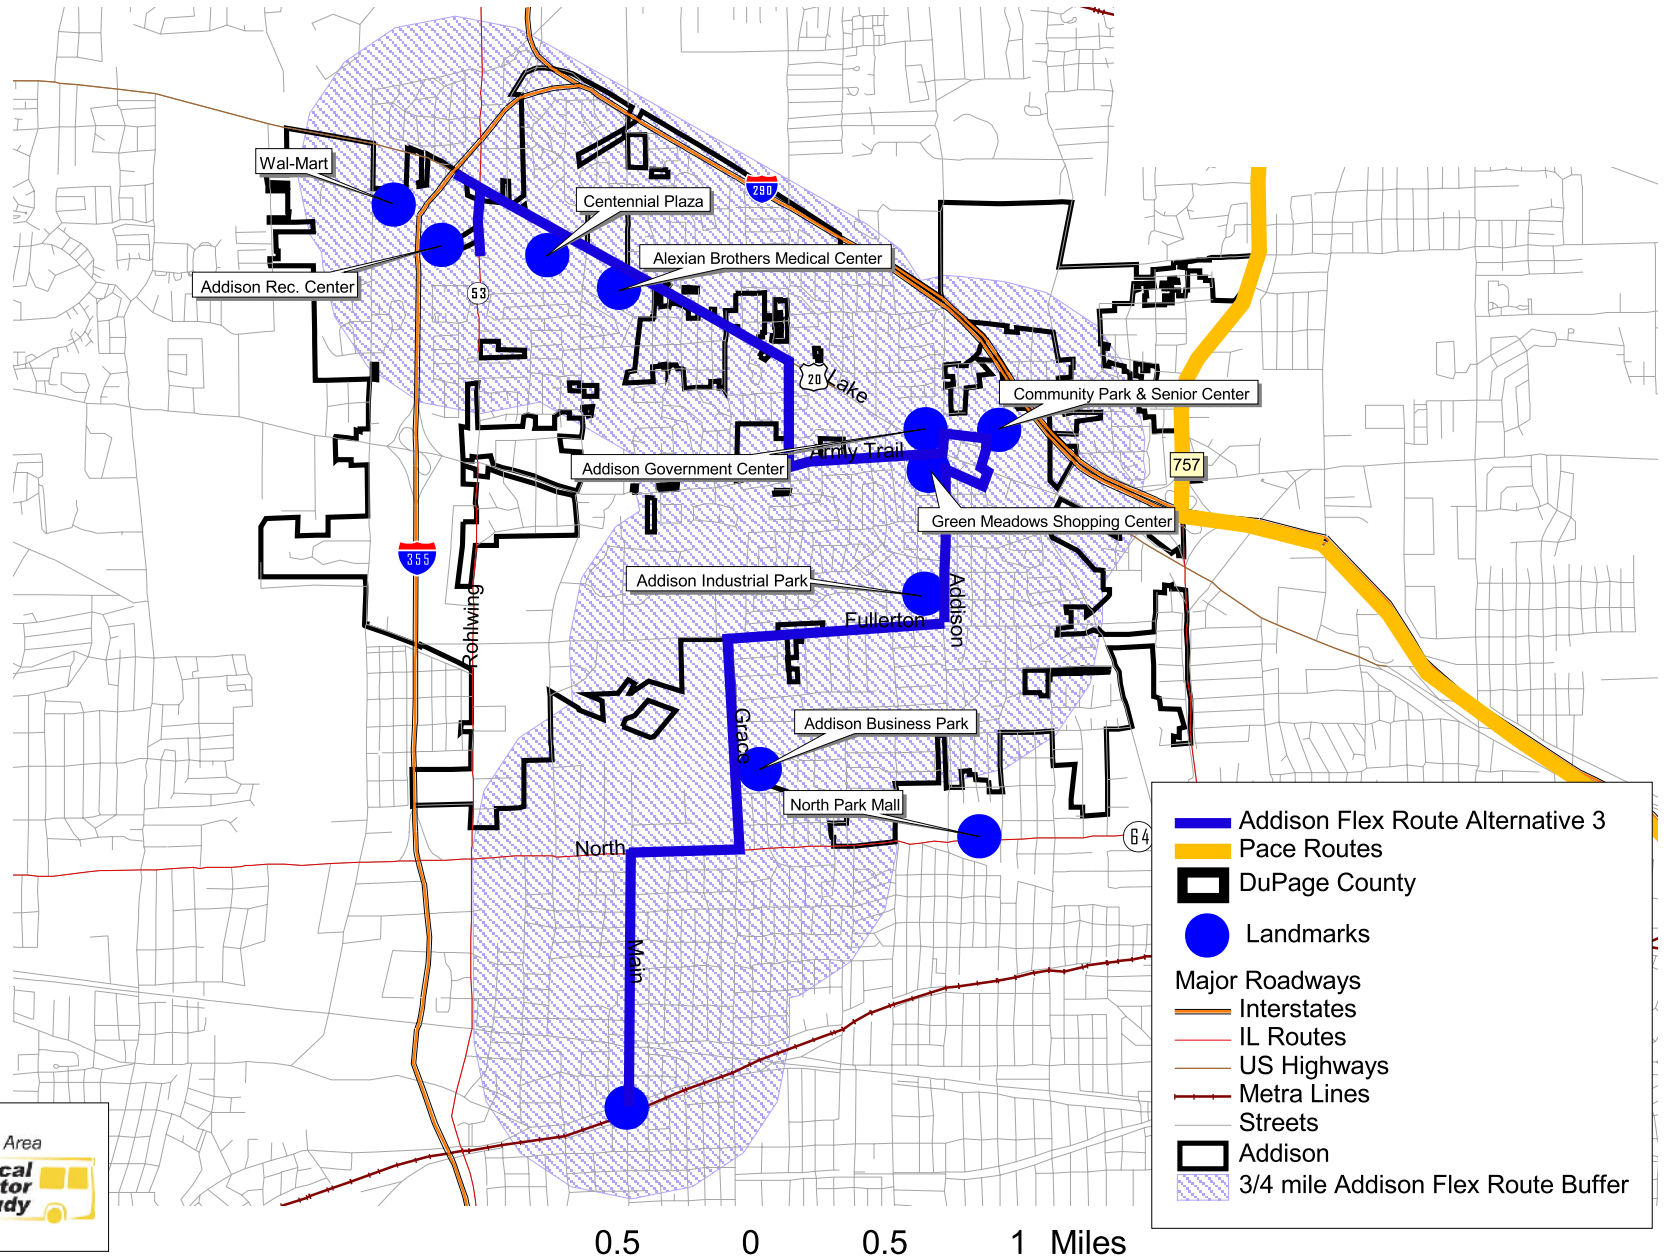 290
Wal-Mart
Centennial Plaza
Alexian Brothers Medical Center
Addison Rec. Center
53
20
Lake
Community Park & Senior Center
Army Trail
Addison Government Center
757
Green Meadows Shopping Center
355
Addison Industrial Park
Rohlwing
Addison
Fullerton
Grace
Addison Business Park
North Park Mall
North
64
Main
Addison Flex Route Alternative 3
Pace Routes
DuPage County
Landmarks
Major Roadways
Interstates
IL Routes
US Highways
Metra Lines
Streets
Addison
3/4 mile Addison Flex Route Buffer
Area
cal
tor
dy
0.5 0 0.5 1 Miles